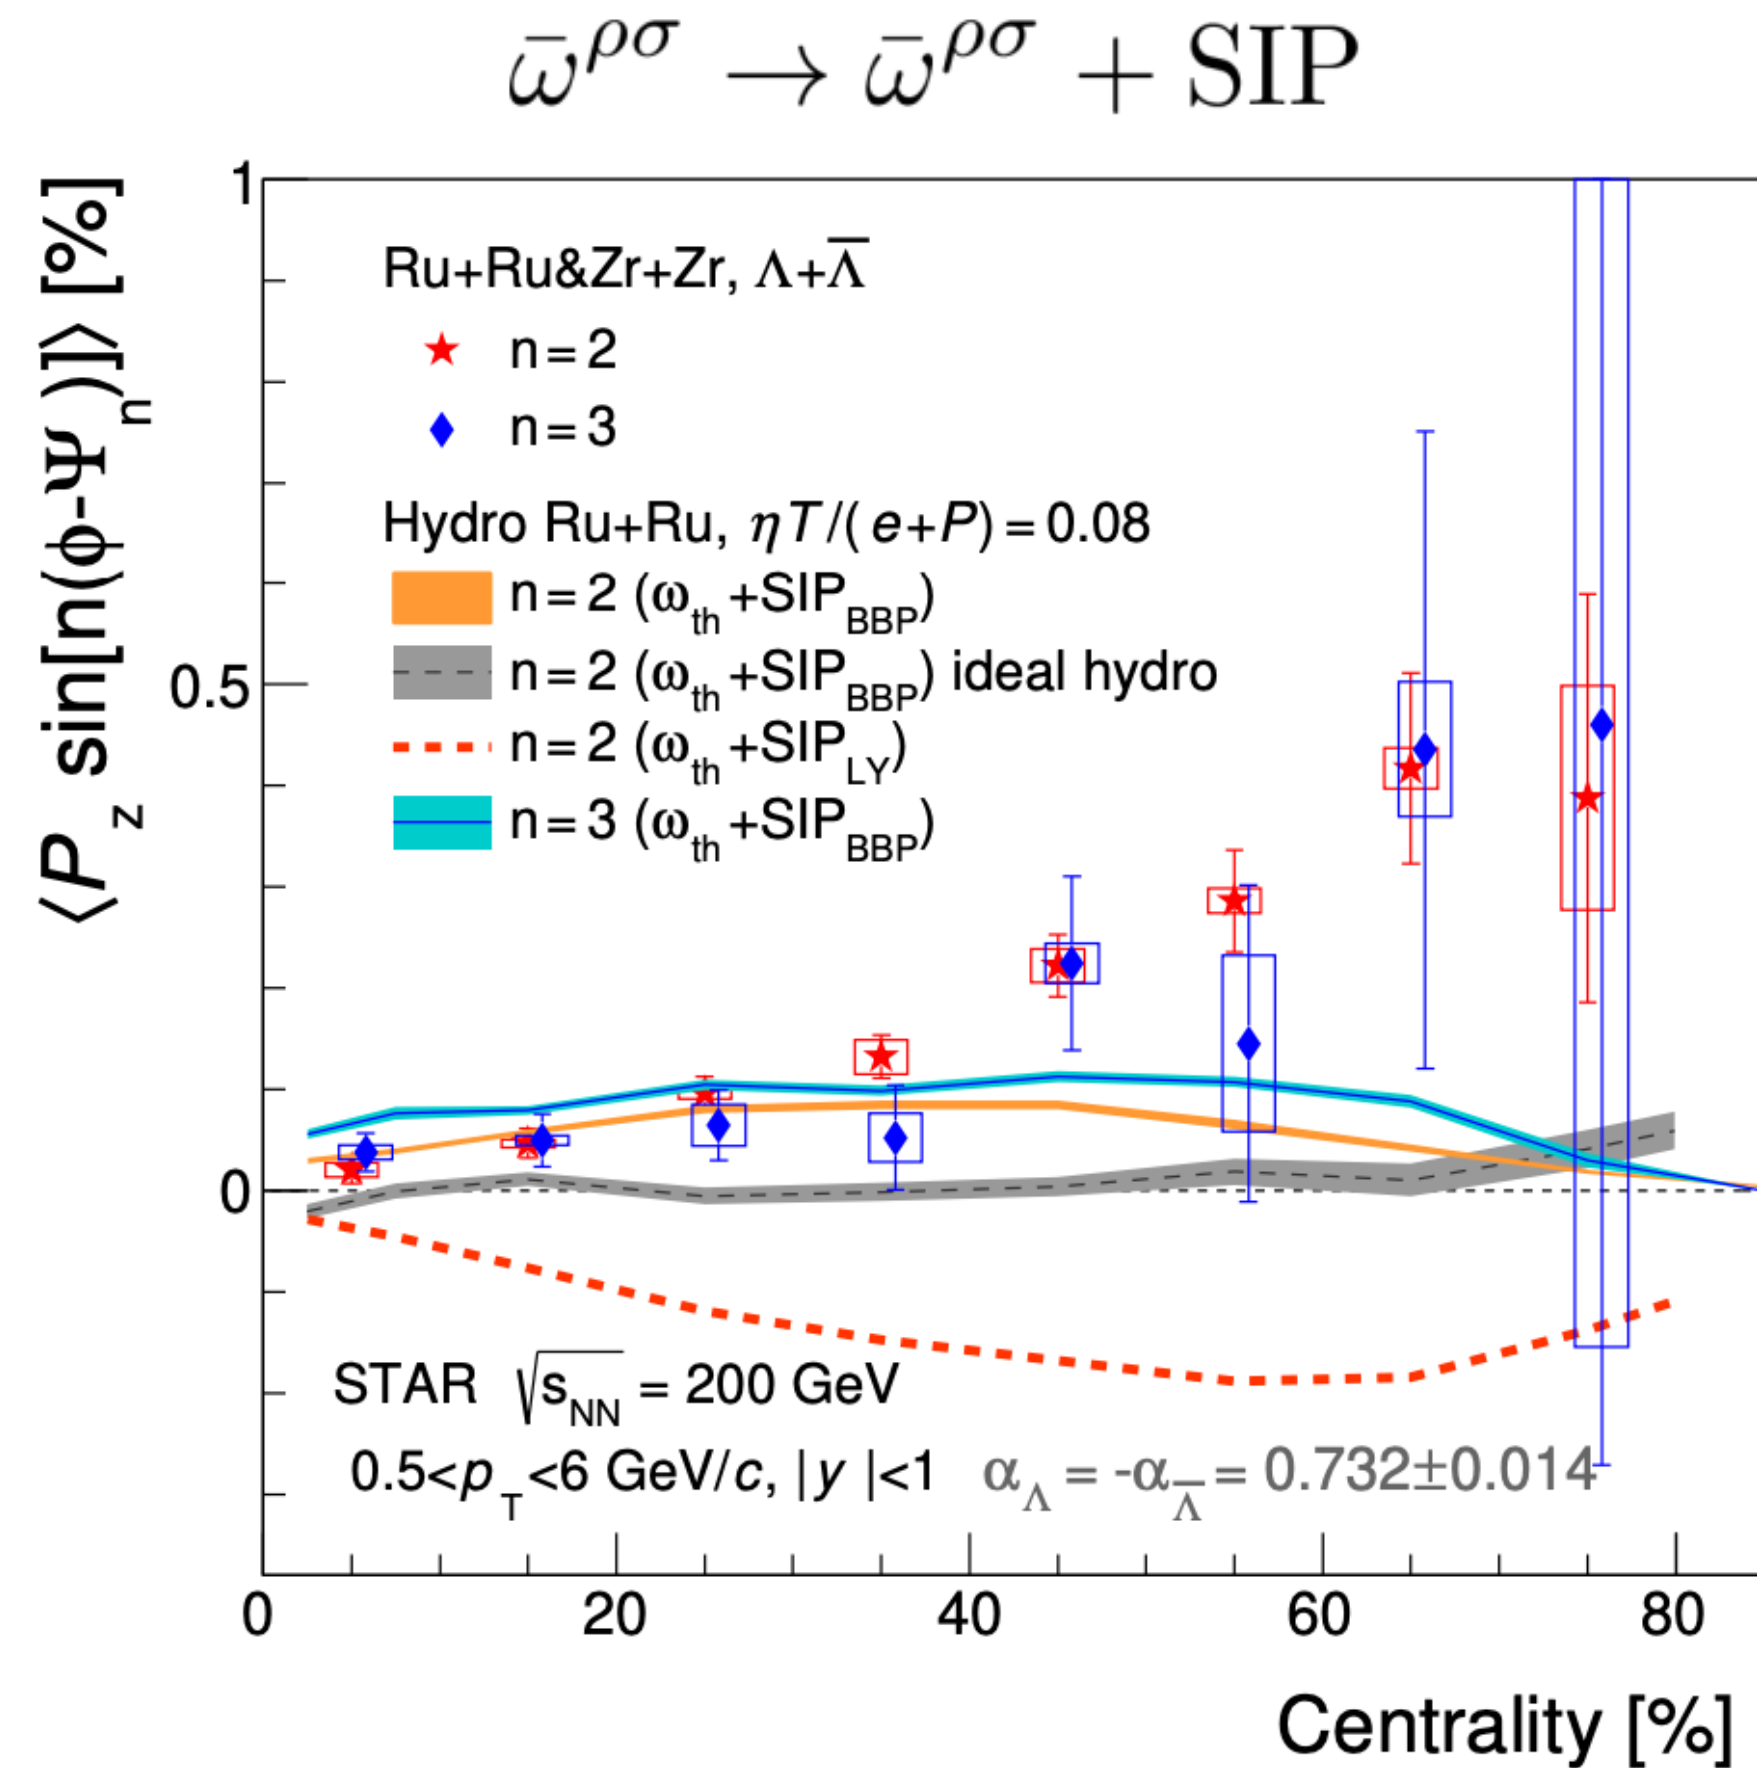 ω̄^ρσ → ω̄^ρσ + SIP
⟨P_z sin[n(ϕ-Ψ_n)]⟩ [%]
1
0.5
0
Ru+Ru&Zr+Zr, Λ+Λ̅
n=2
n=3
Hydro Ru+Ru, ηT/(e+P)=0.08
n=2 (ω_th+SIP_BBP)
n=2 (ω_th+SIP_BBP) ideal hydro
n=2 (ω_th+SIP_LY)
n=3 (ω_th+SIP_BBP)
STAR √s_NN = 200 GeV
0.5<p_T<6 GeV/c, |y|<1 α_Λ = -α_Λ̅ = 0.732±0.014
0 20 40 60 80
Centrality [%]